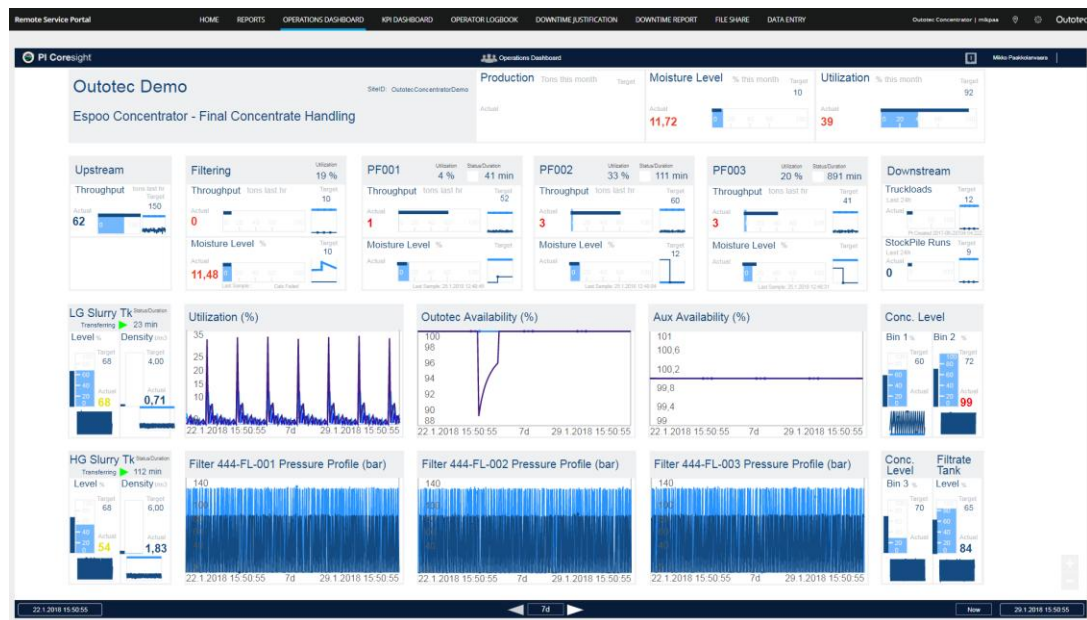 Remote Service Portal HOME REPORTS OPERATIONS DASHBOARD KPI DASHBOARD OPERATOR LOGBOOK DOWNTIME JUSTIFICATION DOWNTIME REPORT FILE SHARE DATA ENTRY Outotec Concentrator | mikpaa Outotec
PI Coresight Operations Dashboard Mikko Paakkolanvaara
Outotec Demo SiteID: OutotecConcentratorDemo
Espoo Concentrator - Final Concentrate Handling
Production Tons this month Target
Actual
Moisture Level % this month Target
10
Actual
11,72
Utilization % this month Target
92
Actual
39
Upstream
Throughput tons last hr
Target
150
Actual
62
Filtering Utilization 19 %
Throughput tons last hr Target
10
Actual
0
Moisture Level % Target
10
Actual
11,48
Last Sample
PF001 Utilization 4 % Status/Duration 41 min
Throughput tons last hr Target
52
Actual
1
Moisture Level % Target
Actual
PF002 Utilization 33 % Status/Duration 111 min
Throughput tons last hr Target
60
Actual
3
Moisture Level % Target
12
Actual
PF003 Utilization 20 % Status/Duration 891 min
Throughput tons last hr Target
41
Actual
3
Moisture Level % Target
Actual
Downstream
Truckloads Target
Last 24h 12
Actual
StockPile Runs Target
Last 24h 9
Actual
0
LG Slurry Tk Status/Duration
Transferring 23 min
Level % Density
Target 68 Target 4,00
Actual 68 Actual 0,71
Utilization (%)
35
25
20
15
10
22.1.2018 15:50:55 7d 29.1.2018 15:50:55
Outotec Availability (%)
100
98
96
94
92
90
88
22.1.2018 15:50:55 7d 29.1.2018 15:50:55
Aux Availability (%)
101
100,6
100,2
99,8
99,4
99
22.1.2018 15:50:55 7d 29.1.2018 15:50:55
Conc. Level
Bin 1 % Bin 2 %
Target 60 Target 72
Actual Actual 99
HG Slurry Tk Status/Duration
Transferring 112 min
Level % Density
Target 68 Target 6,00
Actual 54 Actual 1,83
Filter 444-FL-001 Pressure Profile (bar)
140
100
22.1.2018 15:50:55 7d 29.1.2018 15:50:55
Filter 444-FL-002 Pressure Profile (bar)
140
100
22.1.2018 15:50:55 7d 29.1.2018 15:50:55
Filter 444-FL-003 Pressure Profile (bar)
140
100
22.1.2018 15:50:55 7d 29.1.2018 15:50:55
Conc. Level Filtrate Tank
Bin 3 % Level %
Target 70 Target 65
Actual Actual 84
22.1.2018 15:50:55 7d Now 29.1.2018 15:50:55